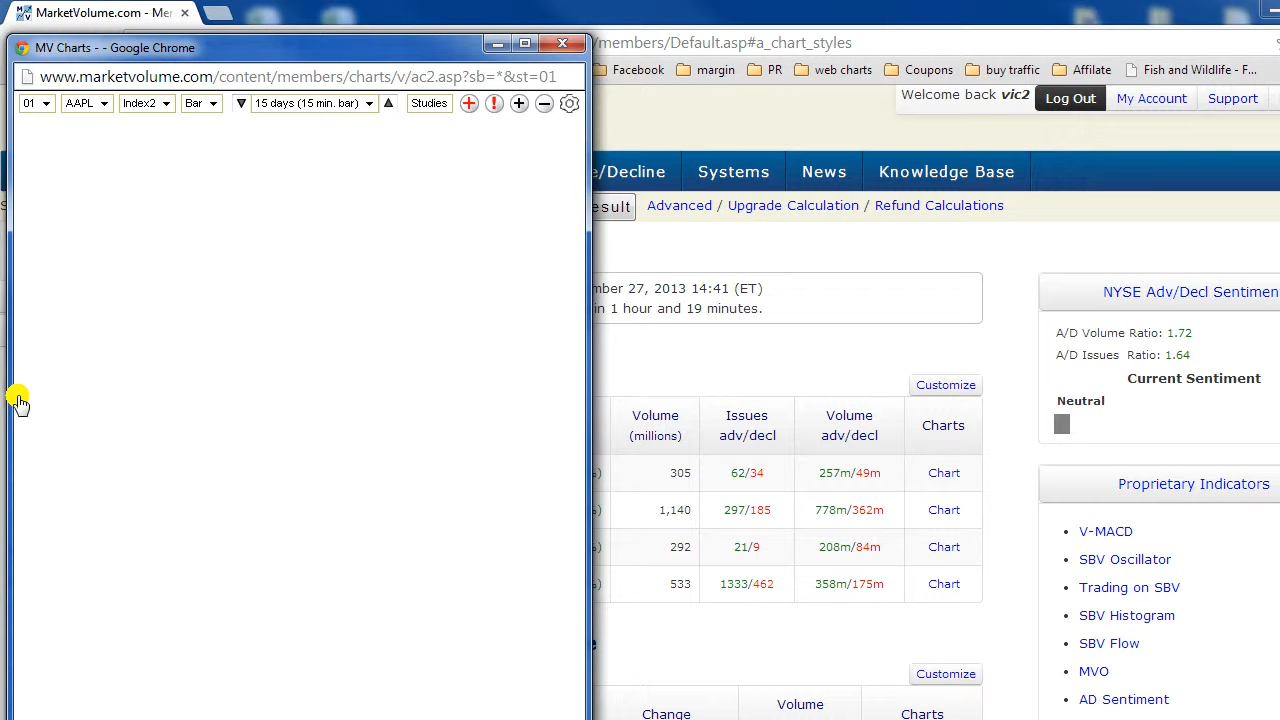 MarketVolume.com - Me
MV Charts - - Google Chrome
/members/Default.asp#a_chart_styles
www.marketvolume.com/content/members/charts/v/ac2.asp?sb=*&st=01
Facebook margin PR web charts Coupons buy traffic Affilate Fish and Wildlife - F...
01 AAPL Index2 Bar 15 days (15 min. bar) Studies
Welcome back vic2 Log Out My Account Support
e/Decline Systems News Knowledge Base
esult Advanced / Upgrade Calculation / Refund Calculations
mber 27, 2013 14:41 (ET)
in 1 hour and 19 minutes.
NYSE Adv/Decl Sentimen
A/D Volume Ratio: 1.72
A/D Issues Ratio: 1.64
Current Sentiment
Neutral
Customize
Volume (millions) Issues adv/decl Volume adv/decl Charts
%) 305 62/34 257m/49m Chart
%) 1,140 297/185 778m/362m Chart
%) 292 21/9 208m/84m Chart
%) 533 1333/462 358m/175m Chart
e
Customize
Change Volume Charts
Proprietary Indicators
V-MACD
SBV Oscillator
Trading on SBV
SBV Histogram
SBV Flow
MVO
AD Sentiment